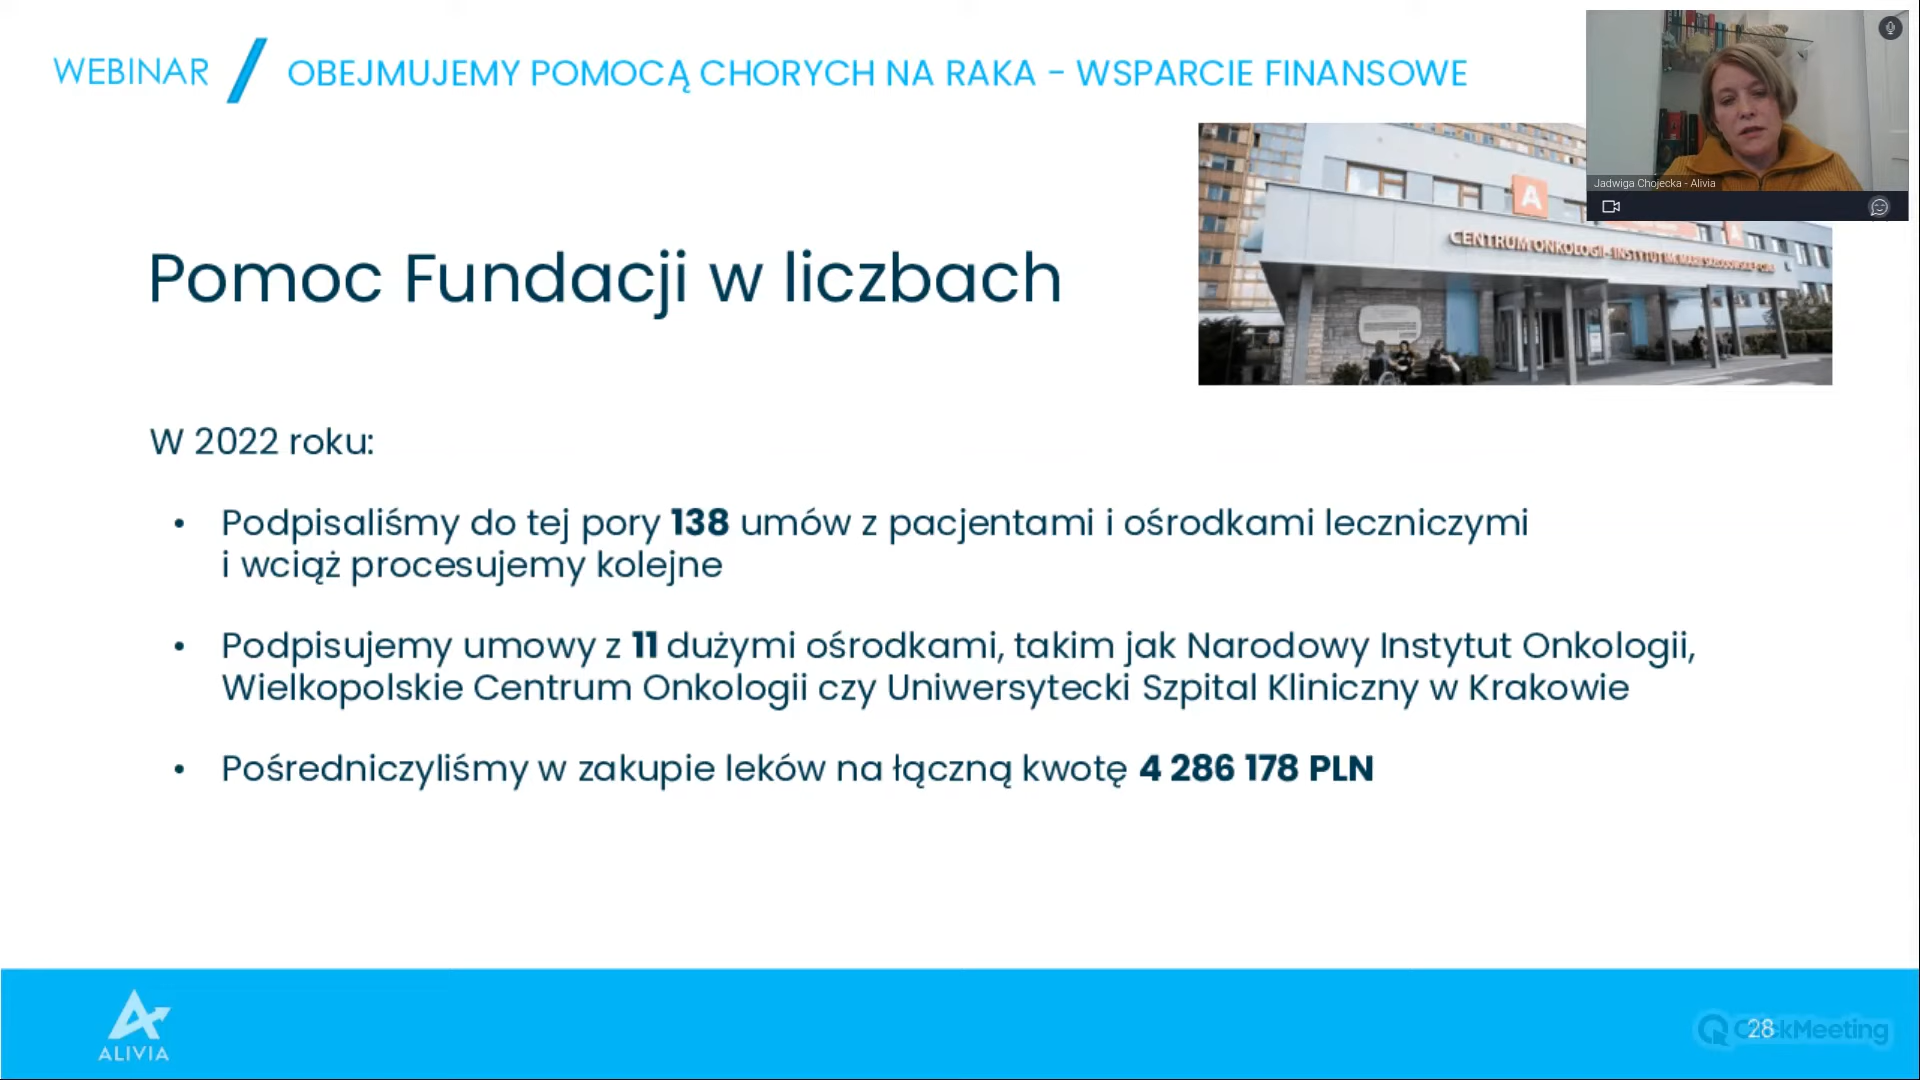 WEBINAR / OBEJMUJEMY POMOCĄ CHORYCH NA RAKA - WSPARCIE FINANSOWE
Jadwiga Chojecka - Alivia
A
CENTRUM ONKOLOGII - INSTYTUT IM. MARII SKŁODOWSKIEJ-CURIE
Pomoc Fundacji w liczbach
W 2022 roku:
• Podpisaliśmy do tej pory 138 umów z pacjentami i ośrodkami leczniczymi
i wciąż procesujemy kolejne
• Podpisujemy umowy z 11 dużymi ośrodkami, takim jak Narodowy Instytut Onkologii,
Wielkopolskie Centrum Onkologii czy Uniwersytecki Szpital Kliniczny w Krakowie
• Pośredniczyliśmy w zakupie leków na łączną kwotę 4 286 178 PLN
ALIVIA
ClickMeeting
28